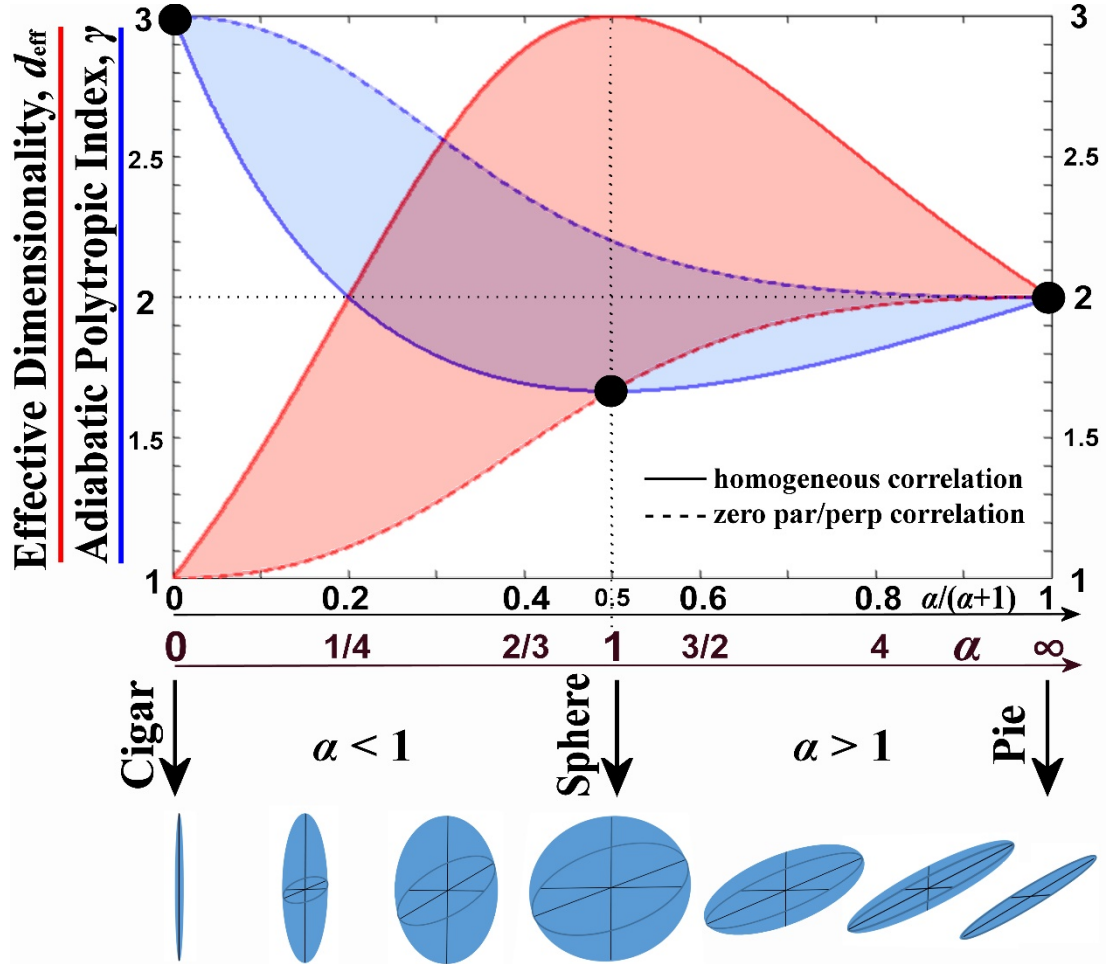 Effective Dimensionality, d_eff
Adiabatic Polytropic Index, γ
3
2.5
2
1.5
1
3
2.5
2
1.5
1
homogeneous correlation
zero par/perp correlation
0 0.2 0.4 0.5 0.6 0.8 α/(α+1) 1
0 1/4 2/3 1 3/2 4 α ∞
Cigar
α < 1
Sphere
α > 1
Pie